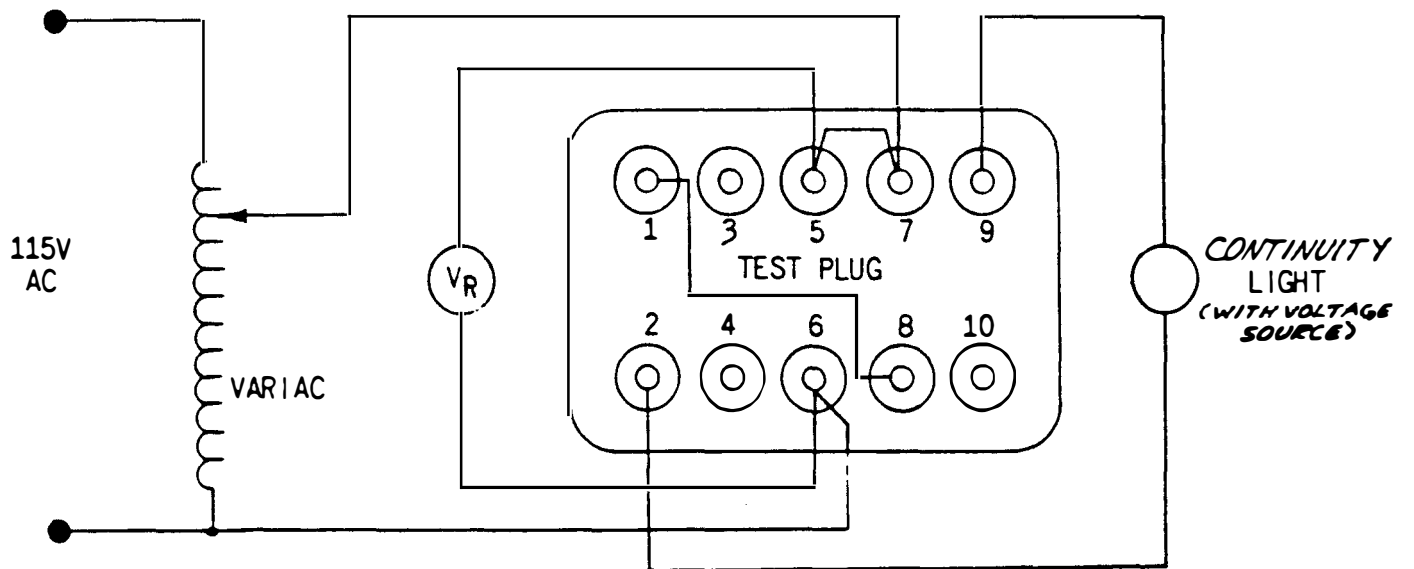 115V
AC
VARIAC
VR
1 3 5 7 9
TEST PLUG
2 4 6 8 10
CONTINUITY
LIGHT
(WITH VOLTAGE
SOURCE)